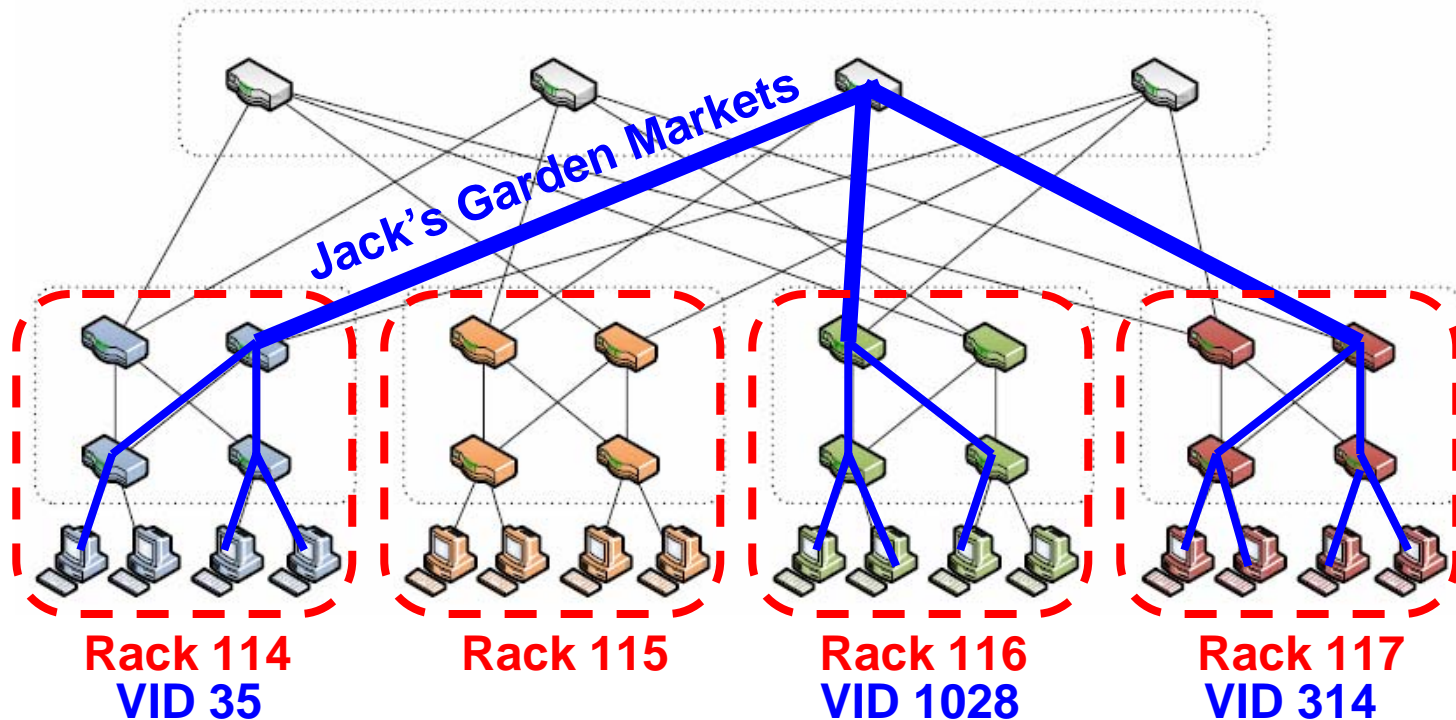 Jack’s Garden Markets
Rack 114
Rack 115
Rack 116
Rack 117
VID 35
VID 1028
VID 314